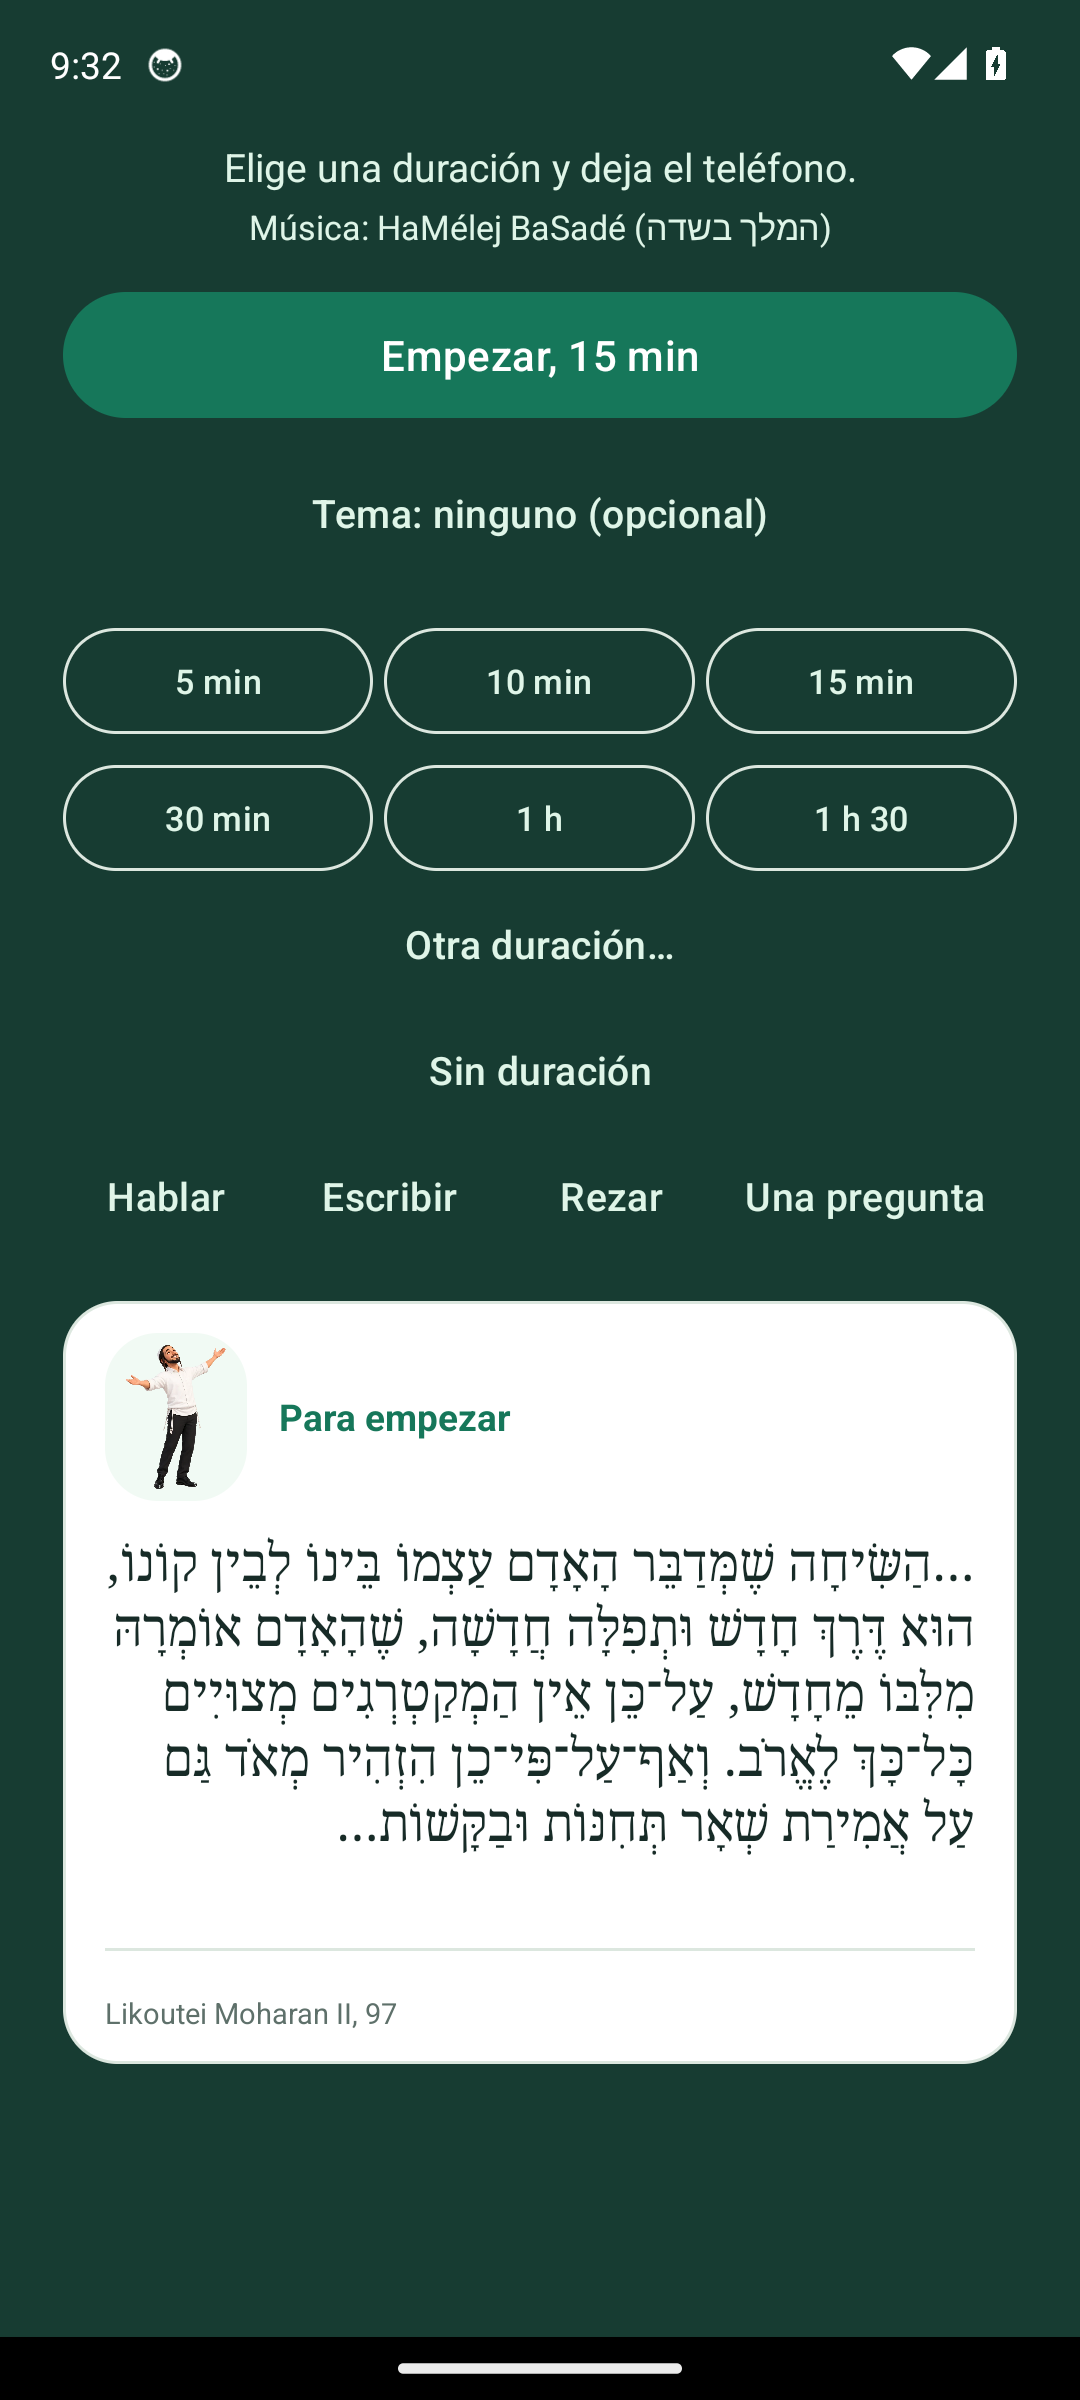 9:32
Elige una duración y deja el teléfono.
Música: HaMélej BaSadé (המלך בשדה)
Empezar, 15 min
Tema: ninguno (opcional)
5 min
10 min
15 min
30 min
1 h
1 h 30
Otra duración…
Sin duración
Hablar
Escribir
Rezar
Una pregunta
Para empezar
…הַשִּׂיחָה שֶׁמְּדַבֵּר הָאָדָם עַצְמוֹ בֵּינוֹ לְבֵין קוֹנוֹ,
הוּא דֶּרֶךְ חָדָשׁ וּתְפִלָּה חֲדָשָׁה, שֶׁהָאָדָם אוֹמְרָהּ
מִלִּבּוֹ מֵחָדָשׁ, עַל־כֵּן אֵין הַמְקַטְרְגִים מְצוּיִים
כָּל־כָּךְ לֶאֱרֹב. וְאַף־עַל־פִּי־כֵן הִזְהִיר מְאֹד גַּם
עַל אֲמִירַת שְׁאָר תְּחִנּוֹת וּבַקָּשׁוֹת…
Likoutei Moharan II, 97